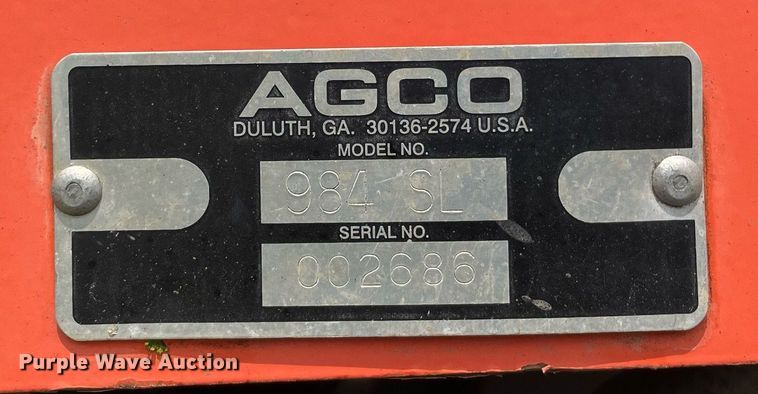 AGCO
DULUTH, GA. 30136-2574 U.S.A.
MODEL NO.
984 SL
SERIAL NO.
002686
Purple Wave Auction